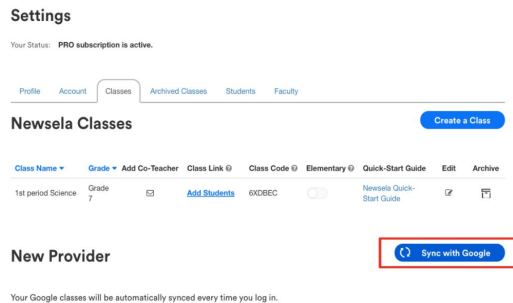 Settings
Your Status: PRO subscription is active.
Profile Account Classes Archived Classes Students Faculty
Newsela Classes
Create a Class
Class Name Grade Add Co-Teacher Class Link Class Code Elementary Quick-Start Guide Edit Archive
1st period Science Grade 7 Add Students 6XDBEC Newsela Quick-Start Guide
New Provider
Sync with Google
Your Google classes will be automatically synced every time you log in.